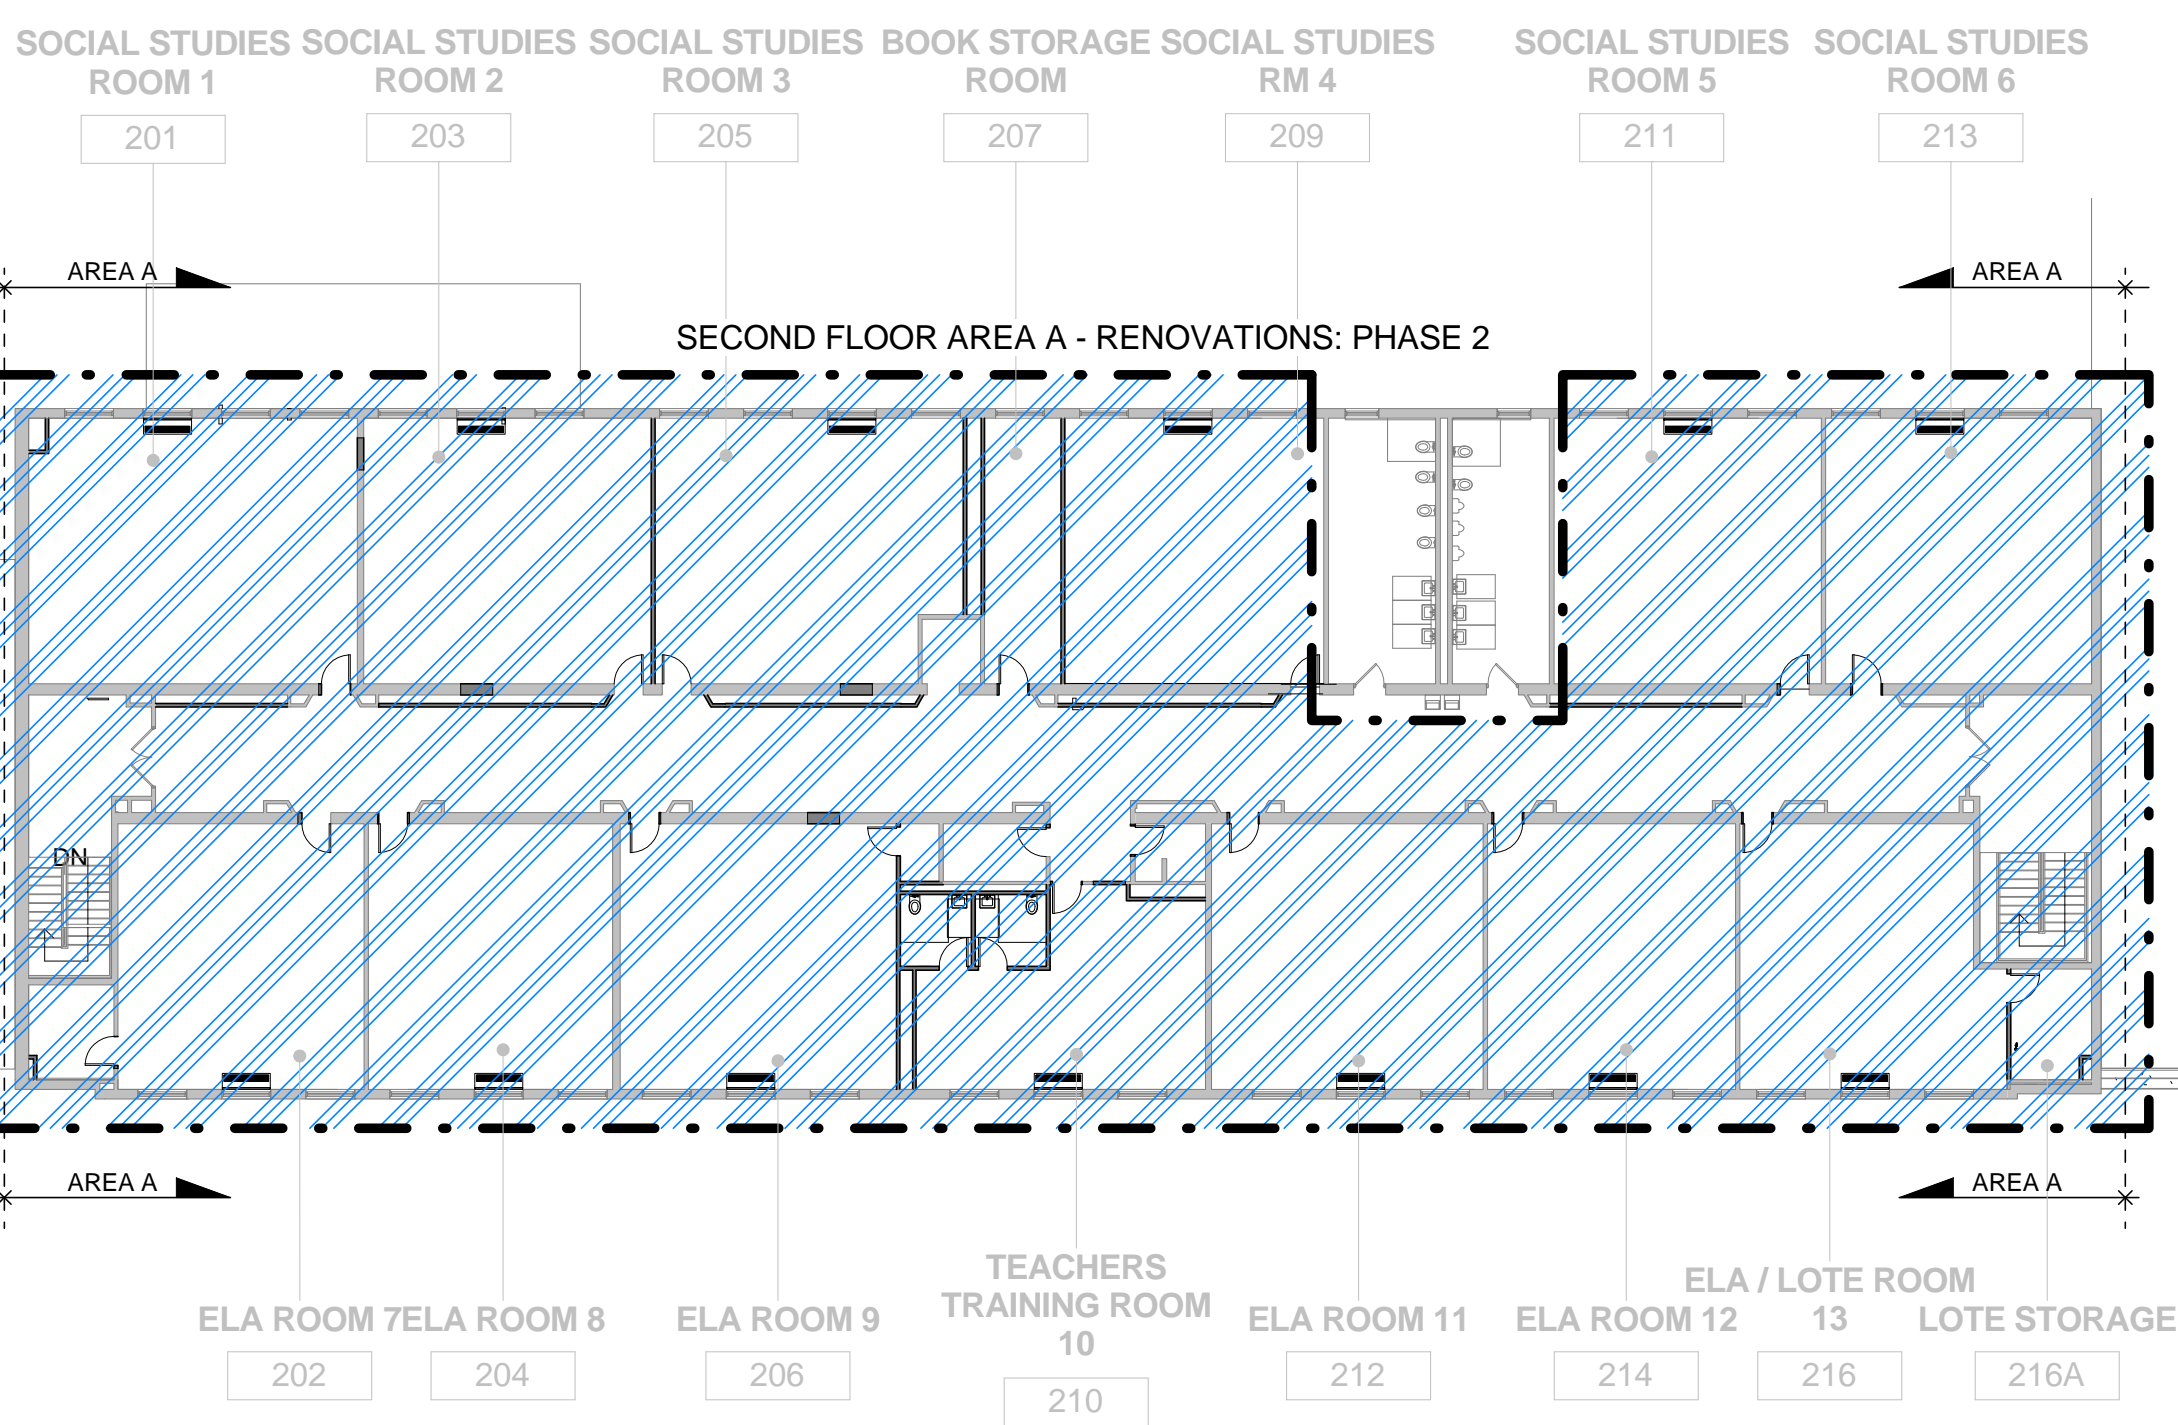 SOCIAL STUDIES
ROOM 1
201
SOCIAL STUDIES
ROOM 2
203
SOCIAL STUDIES
ROOM 3
205
BOOK STORAGE
ROOM
207
SOCIAL STUDIES
RM 4
209
SOCIAL STUDIES
ROOM 5
211
SOCIAL STUDIES
ROOM 6
213
AREA A
AREA A
SECOND FLOOR AREA A - RENOVATIONS: PHASE 2
DN
AREA A
AREA A
ELA ROOM 7
202
ELA ROOM 8
204
ELA ROOM 9
206
TEACHERS
TRAINING ROOM
10
210
ELA ROOM 11
212
ELA ROOM 12
214
ELA / LOTE ROOM
13
216
LOTE STORAGE
216A